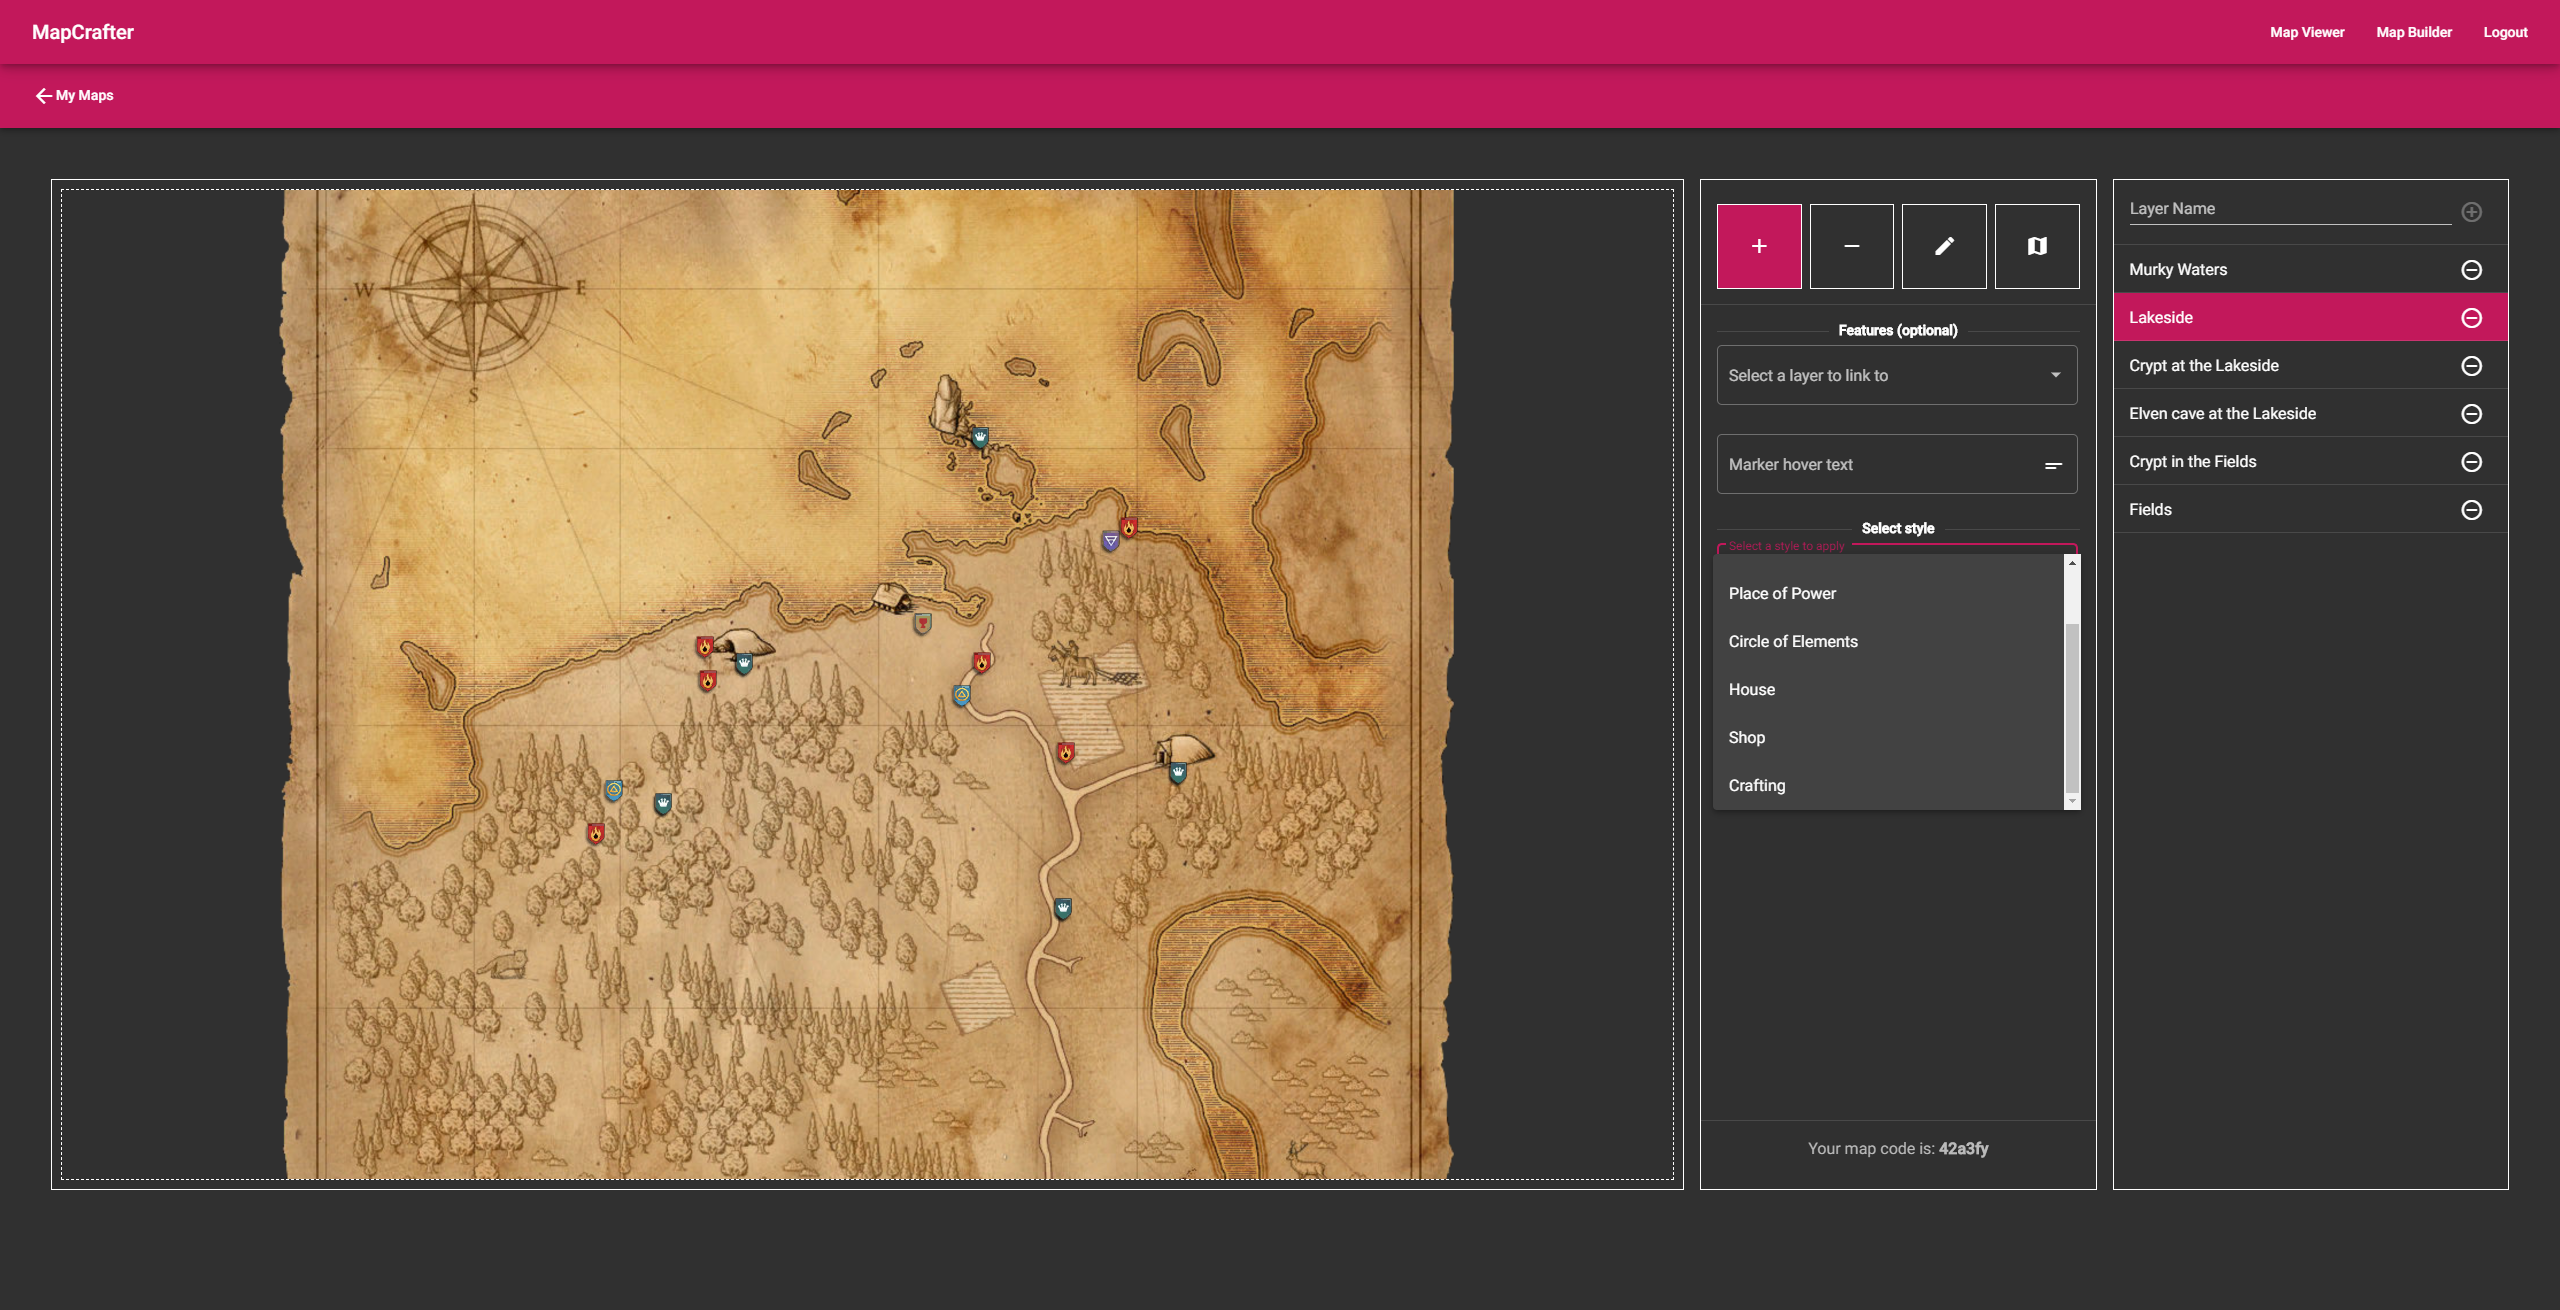 MapCrafter
Map Viewer
Map Builder
Logout
My Maps
W
E
S
Features (optional)
Select a layer to link to
Marker hover text
Select style
Select a style to apply
Place of Power
Circle of Elements
House
Shop
Crafting
Your map code is: 42a3fy
Layer Name
Murky Waters
Lakeside
Crypt at the Lakeside
Elven cave at the Lakeside
Crypt in the Fields
Fields